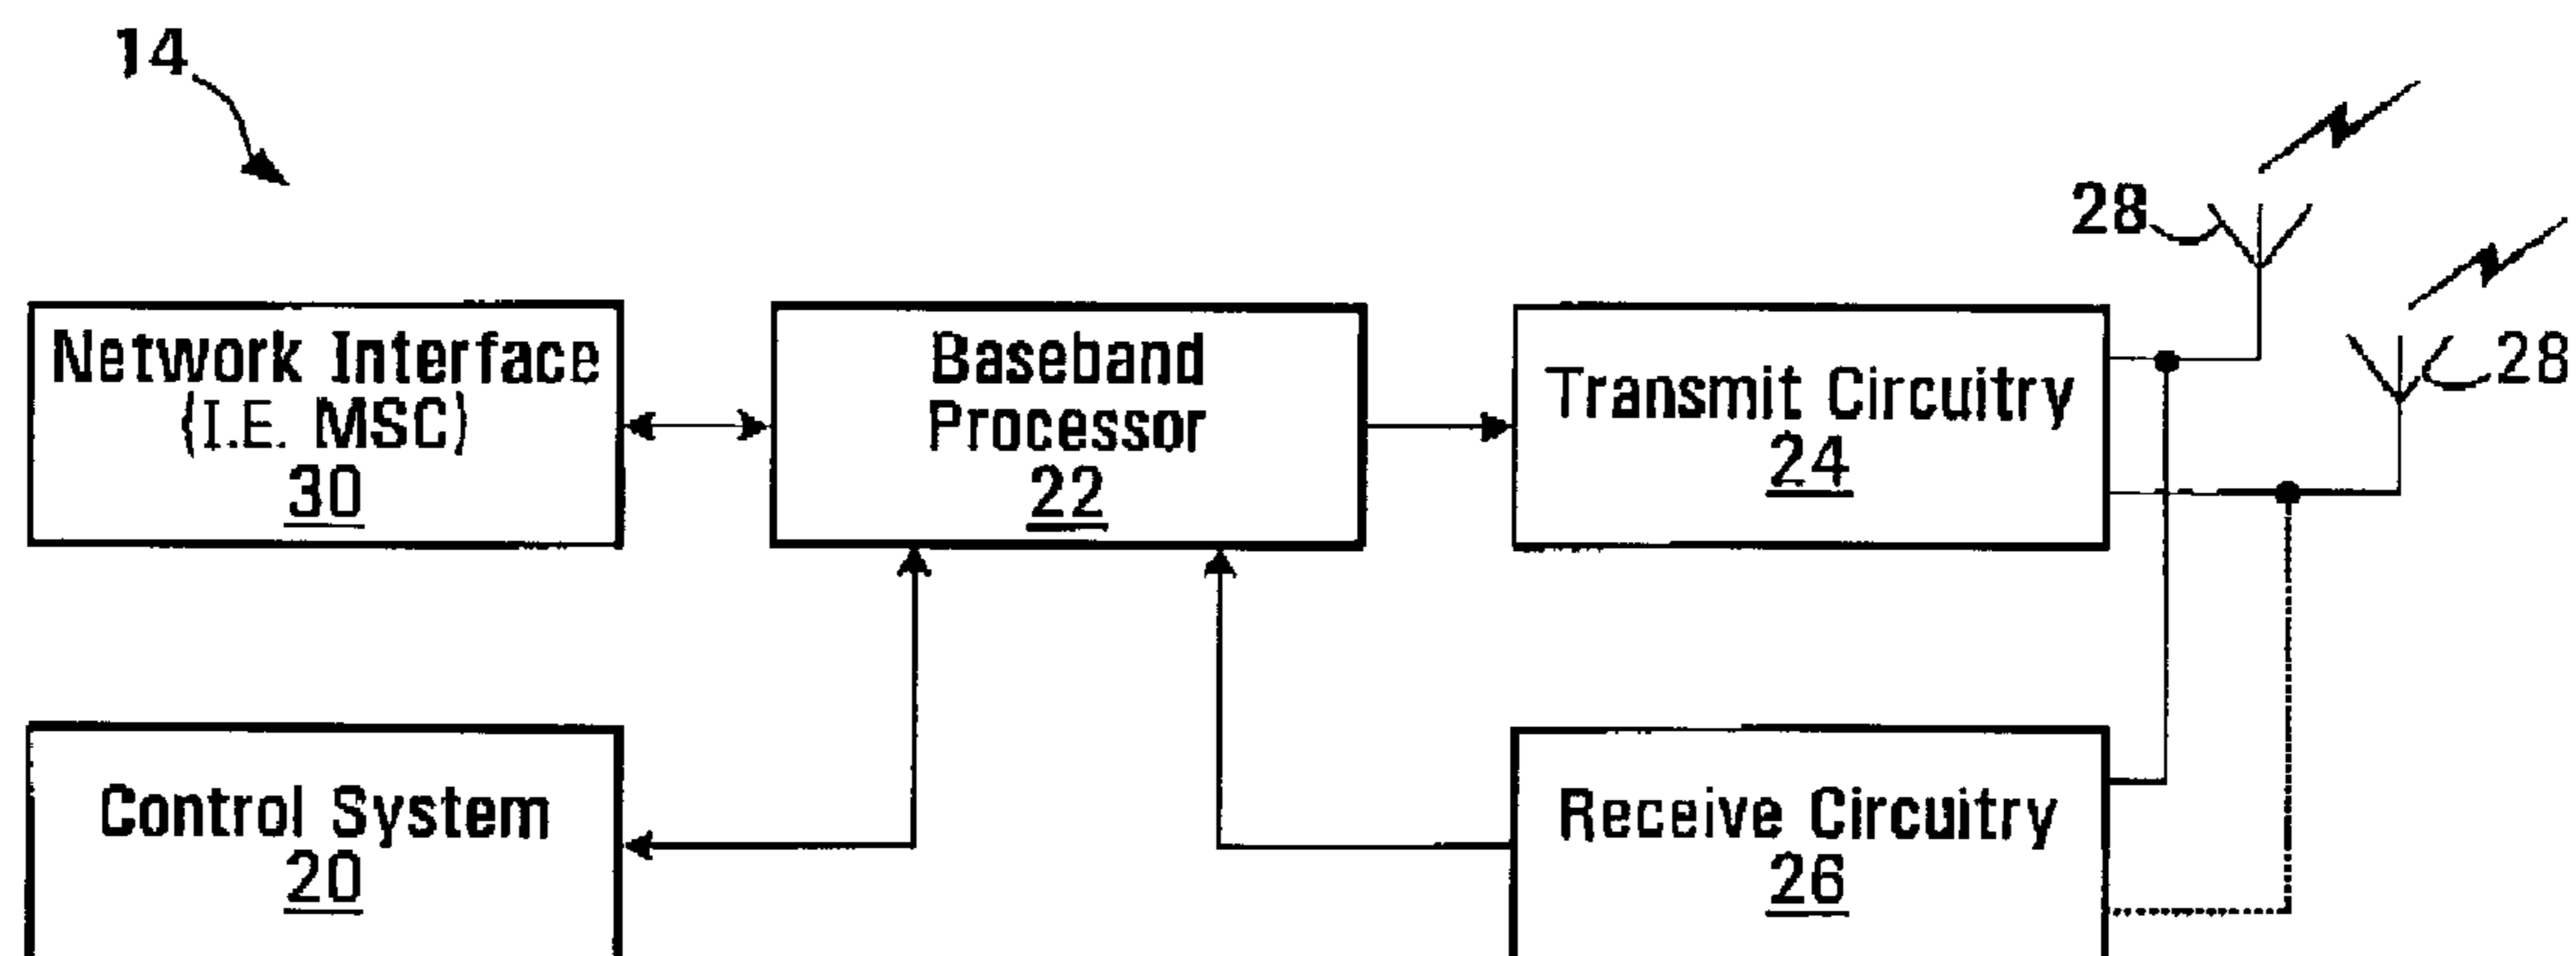 14
28
28
Network Interface
(I.E. MSC)
30
Baseband
Processor
22
Transmit Circuitry
24
Control System
20
Receive Circuitry
26